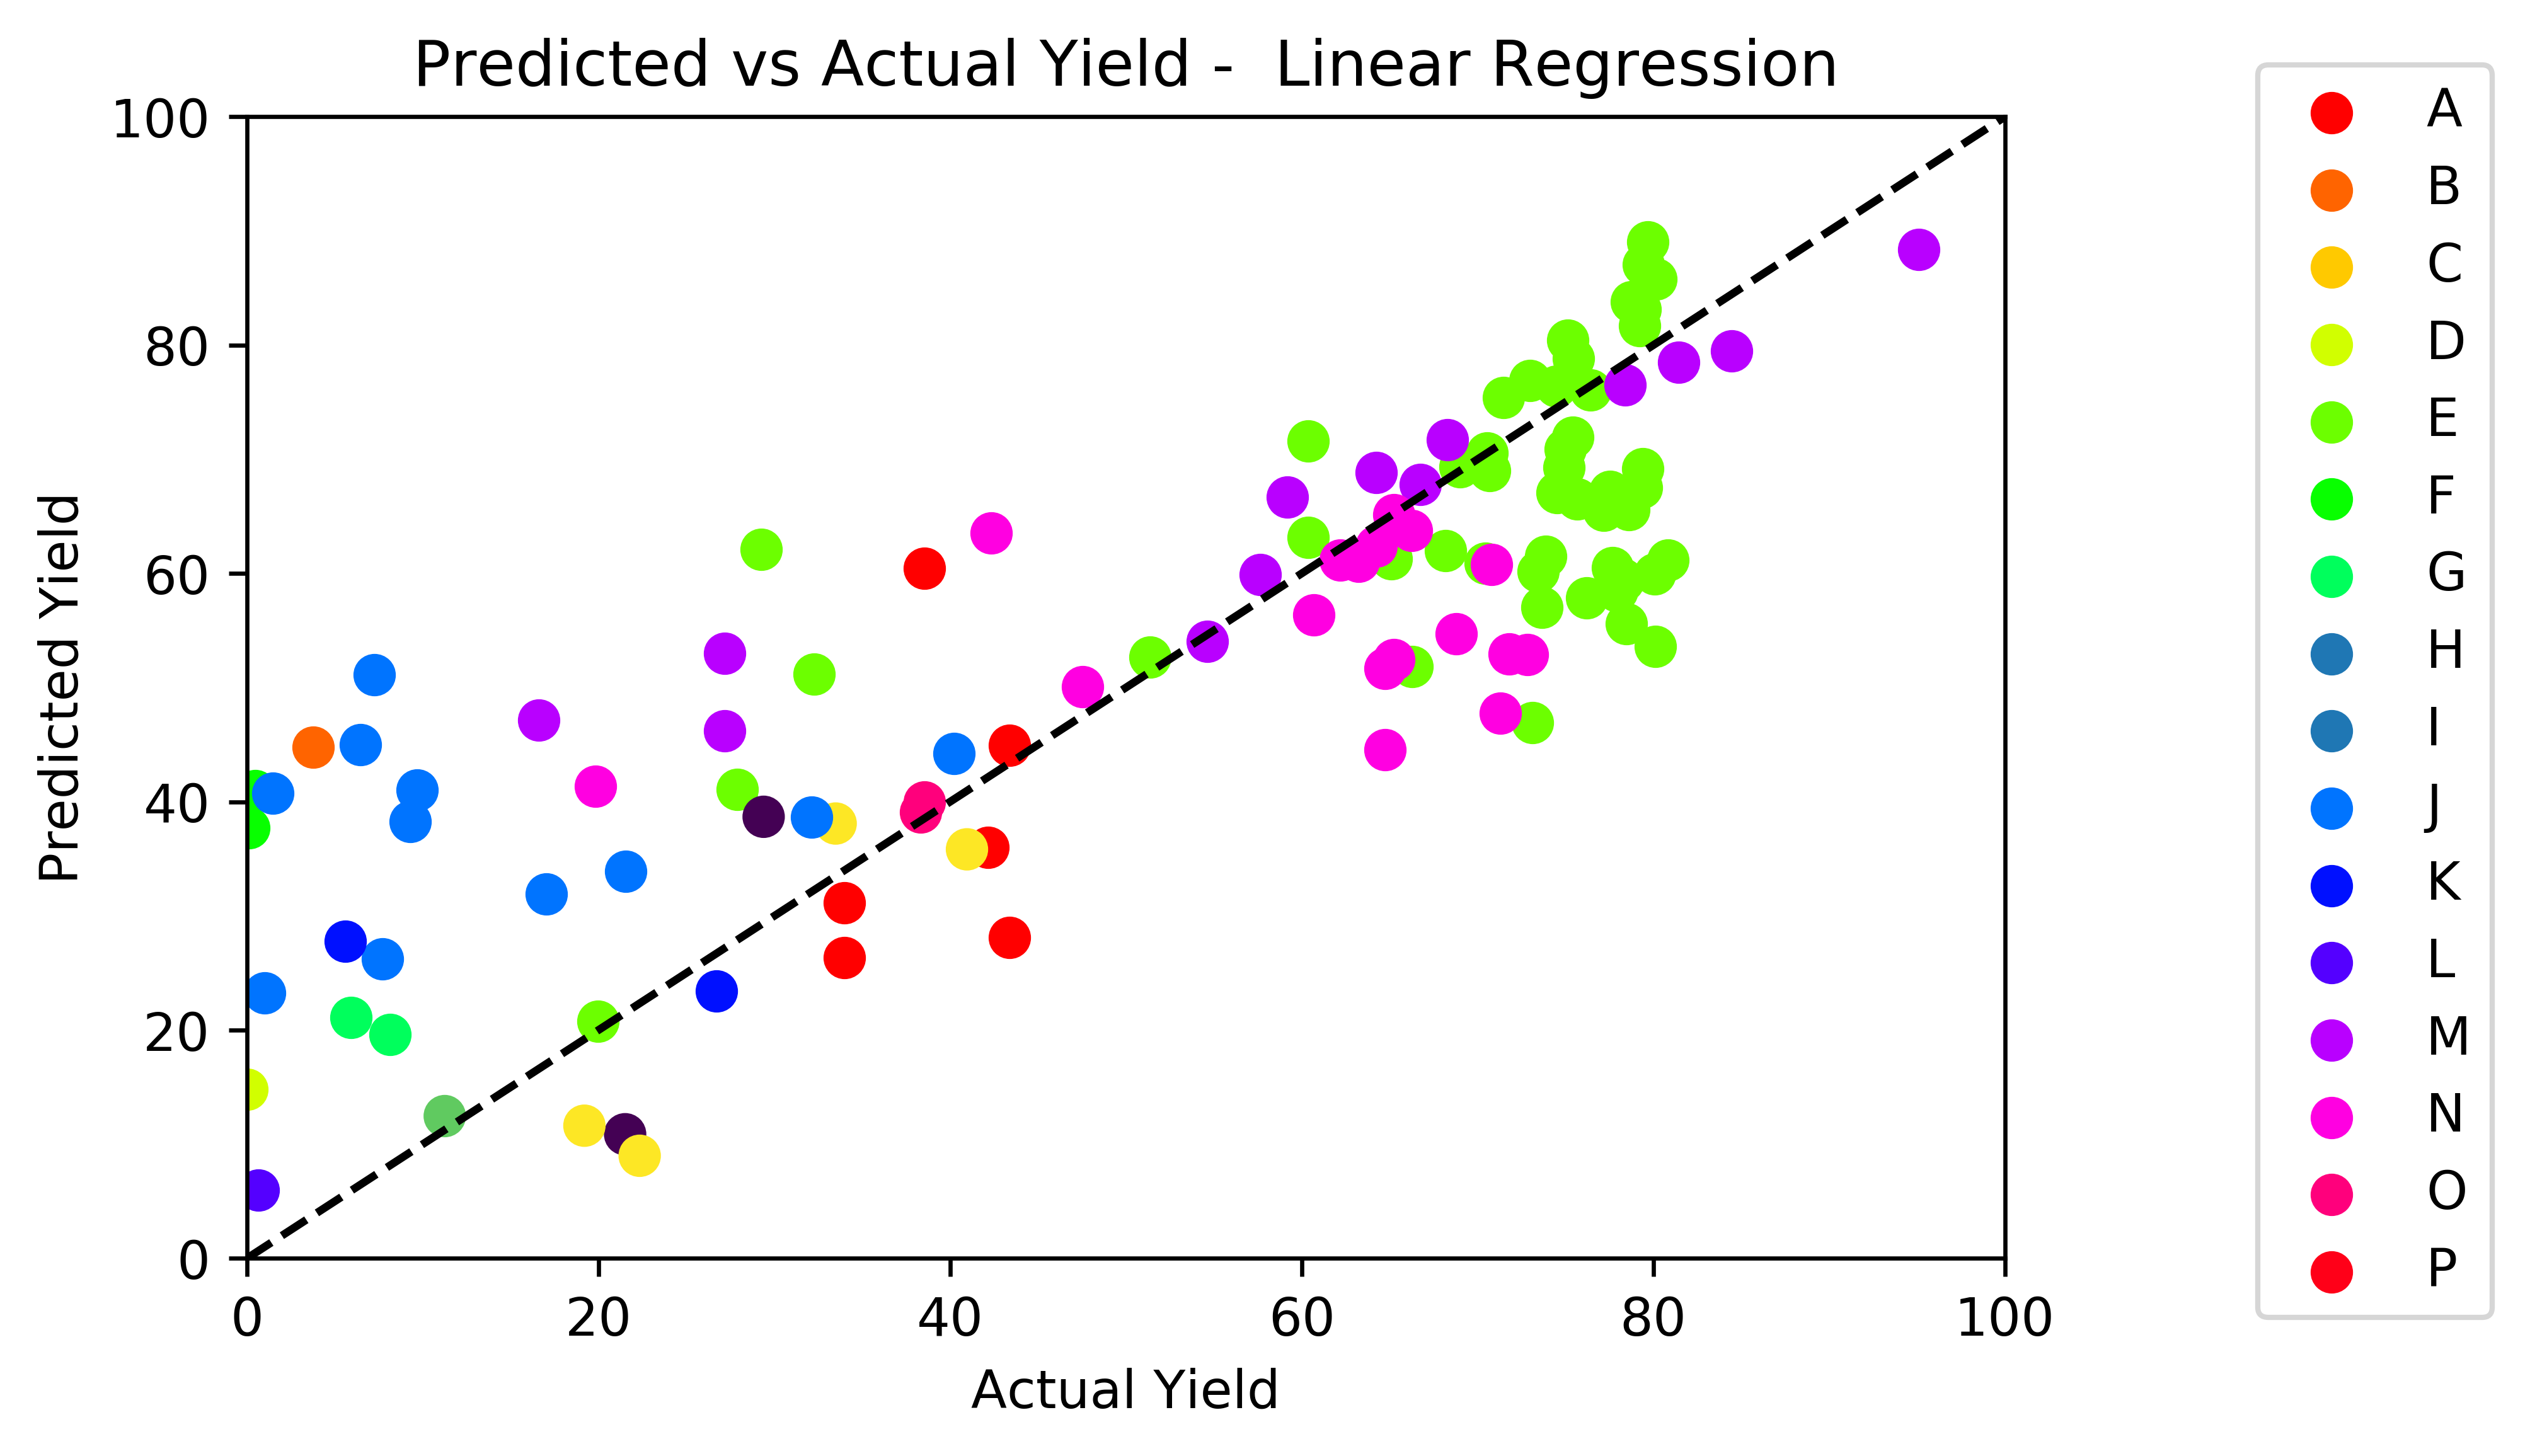 Predicted vs Actual Yield - Linear Regression
100
80
60
40
20
0
Predicted Yield
0 20 40 60 80 100
Actual Yield
A
B
C
D
E
F
G
H
I
J
K
L
M
N
O
P